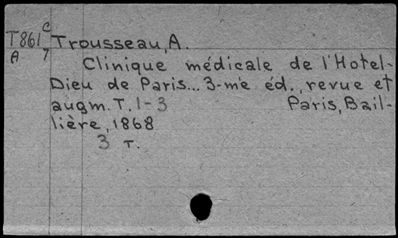 T861 C Trousseau, A.
A 7
Clinique médicale de l'Hotel-
Dieu de Paris... 3-me éd., revue et
augm. T. 1-3 Paris, Bail-
lière, 1868
3 T.